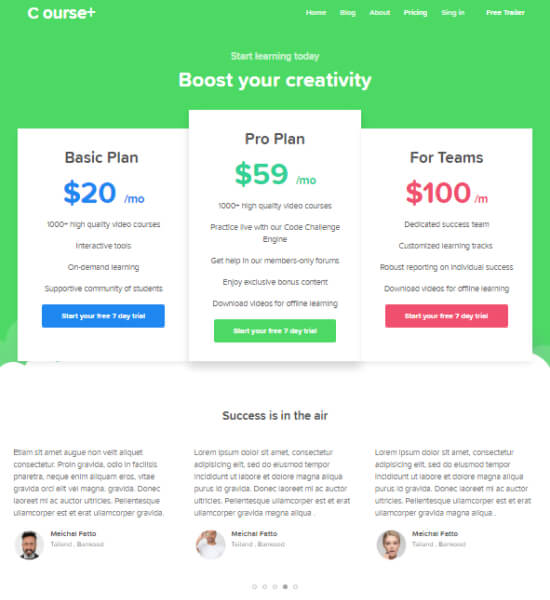 C ourse+
Home Blog About Pricing Sing in Free Trailer
Start learning today
Boost your creativity
Basic Plan
$20 /mo
1000+ high quality video courses
Interactive tools
On-demand learning
Supportive community of students
Start your free 7 day trial
Pro Plan
$59 /mo
1000+ high quality video courses
Practice live with our Code Challenge
Engine
Get help in our members-only forums
Enjoy exclusive bonus content
Download videos for offline learning
Start your free 7 day trial
For Teams
$100 /m
Dedicated success team
Customized learning tracks
Robust reporting on individual success
Download videos for offline learning
Start your free 7 day trial
Success is in the air
Etiam sit amet augue non velit aliquet
consectetur. Proin gravida, odio in facilisis
pharetra, neque enim aliquam eros, vitae
gravida orci elit vel magna. gravida. Donec
laoreet mi ac auctor ultricies. Pellentesque
ullamcorper est et erat ullamcorper gravida.
Meichal Fatto
Tailand , Bankood
Lorem ipsum dolor sit amet, consectetur
adipisicing elit, sed do eiusmod tempor
incididunt ut labore et dolore magna aliqua
purus id gravida. Donec laoreet mi ac auctor
ultricies. Pellentesque ullamcorper est et erat
ullamcorper est magna aliqua .
Meichal Fatto
Tailand , Bankood
Lorem ipsum dolor sit amet, consectetur
adipisicing elit, sed do eiusmod tempor
incididunt ut labore et dolore magna aliqua
purus id gravida. Donec laoreet mi ac auctor
ultricies. Pellentesque ullamcorper est et erat
ullamcorper est magna aliqua .
Meichal Fatto
Tailand , Bankood